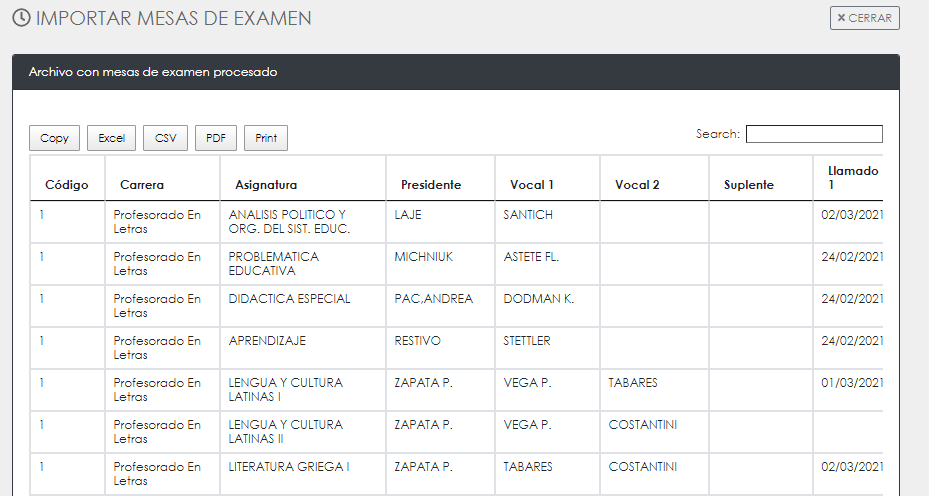 IMPORTAR MESAS DE EXAMEN
× CERRAR
Archivo con mesas de examen procesado
Copy Excel CSV PDF Print Search:
Código Carrera Asignatura Presidente Vocal 1 Vocal 2 Suplente Llamado 1
1 Profesorado En Letras ANALISIS POLITICO Y ORG. DEL SIST. EDUC. LAJE SANTICH 02/03/2021
1 Profesorado En Letras PROBLEMATICA EDUCATIVA MICHNIUK ASTETE FL. 24/02/2021
1 Profesorado En Letras DIDACTICA ESPECIAL PAC,ANDREA DODMAN K. 24/02/2021
1 Profesorado En Letras APRENDIZAJE RESTIVO STETTLER 24/02/2021
1 Profesorado En Letras LENGUA Y CULTURA LATINAS I ZAPATA P. VEGA P. TABARES 01/03/2021
1 Profesorado En Letras LENGUA Y CULTURA LATINAS II ZAPATA P. VEGA P. COSTANTINI
1 Profesorado En Letras LITERATURA GRIEGA I ZAPATA P. TABARES COSTANTINI 02/03/2021